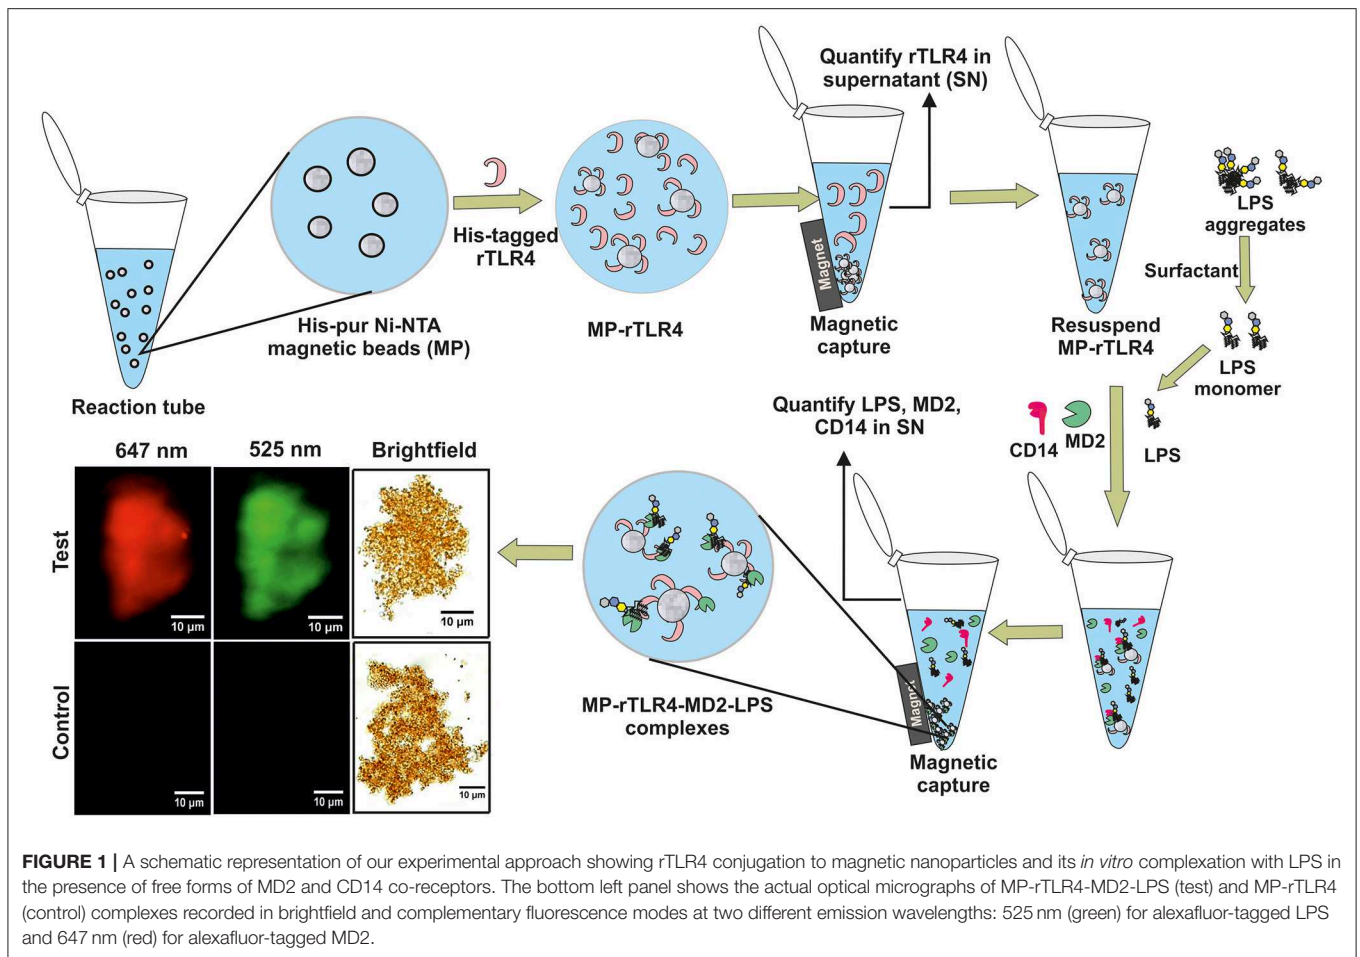 Quantify rTLR4 in
supernatant (SN)
His-tagged
rTLR4
LPS
aggregates
Surfactant
Magnet
His-pur Ni-NTA
magnetic beads (MP)
MP-rTLR4
Magnetic
capture
Resuspend
MP-rTLR4
LPS
monomer
Reaction tube
Quantify LPS, MD2,
CD14 in SN
CD14
MD2
LPS
647 nm
525 nm
Brightfield
Test
10 µm
10 µm
10 µm
Control
10 µm
10 µm
10 µm
MP-rTLR4-MD2-LPS
complexes
Magnet
Magnetic
capture
FIGURE 1 | A schematic representation of our experimental approach showing rTLR4 conjugation to magnetic nanoparticles and its in vitro complexation with LPS in
the presence of free forms of MD2 and CD14 co-receptors. The bottom left panel shows the actual optical micrographs of MP-rTLR4-MD2-LPS (test) and MP-rTLR4
(control) complexes recorded in brightfield and complementary fluorescence modes at two different emission wavelengths: 525 nm (green) for alexafluor-tagged LPS
and 647 nm (red) for alexafluor-tagged MD2.